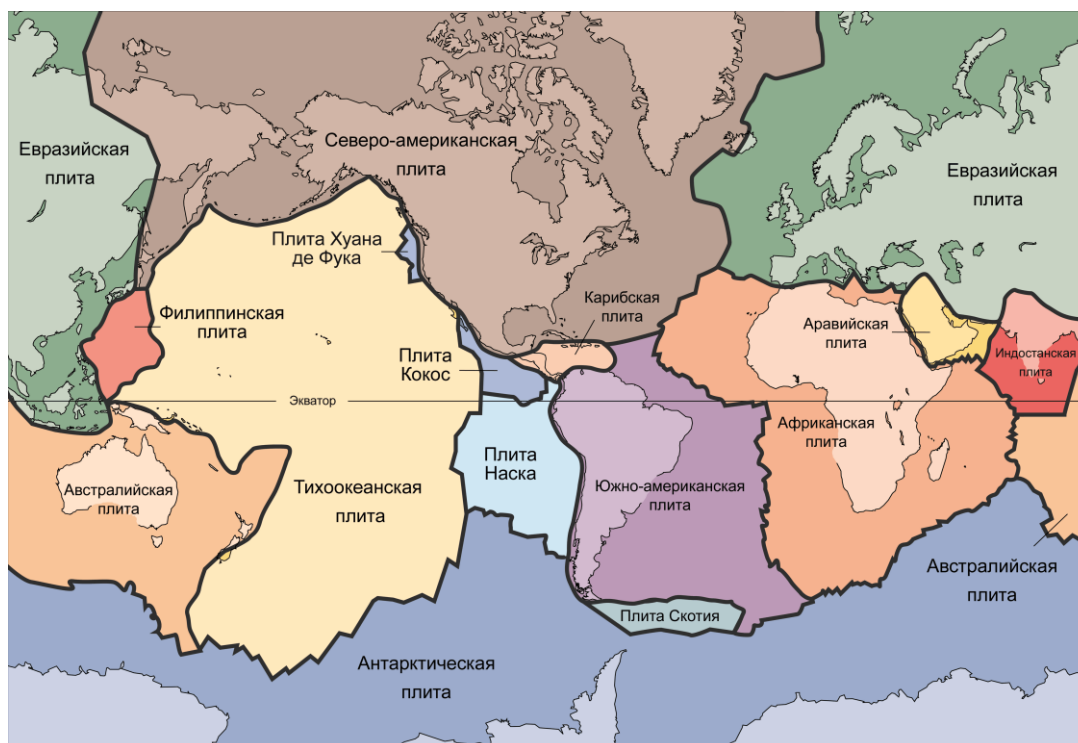 Северо-американская
плита
Евразийская
плита
Евразийская
плита
Плита Хуана
де Фука
Карибская
плита
Филиппинская
плита
Аравийская
плита
Индостанская
плита
Плита
Кокос
Экватор
Африканская
плита
Плита
Наска
Австралийская
плита
Тихоокеанская
плита
Южно-американская
плита
Австралийская
плита
Плита Скотия
Антарктическая
плита